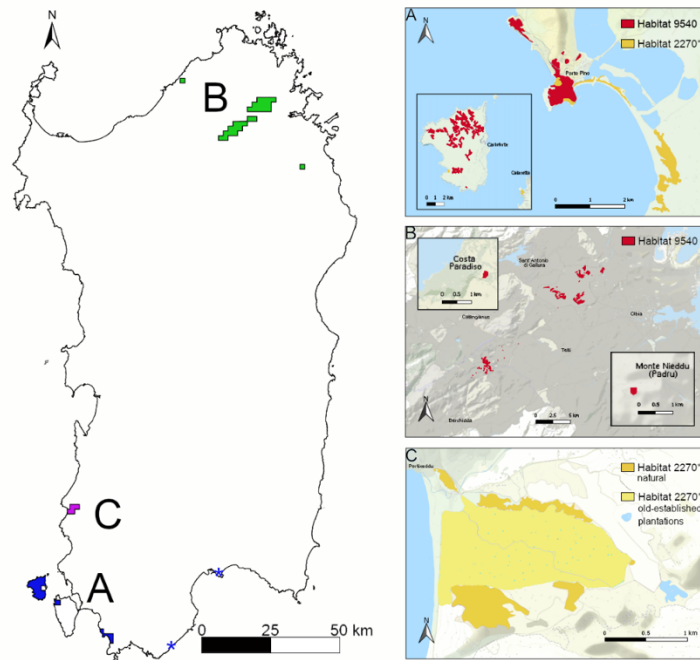 N
B
C
A
0 25 50 km
A
N
Habitat 9540
Habitat 2270*
Porto Pino
Carloforte
Calasetta
0 1 2 km
0 1 2 km
B
N
Habitat 9540
Costa
Paradiso
0 0.5 1 km
Sant'Antonio
di Gallura
Calangianus
Olbia
Telti
Monte Nieddu
(Padru)
0 0.5 1 km
Berchidda
0 2.5 5 km
C
Habitat 2270*
natural
Habitat 2270*
old-established
plantations
N
0 0.5 1 km